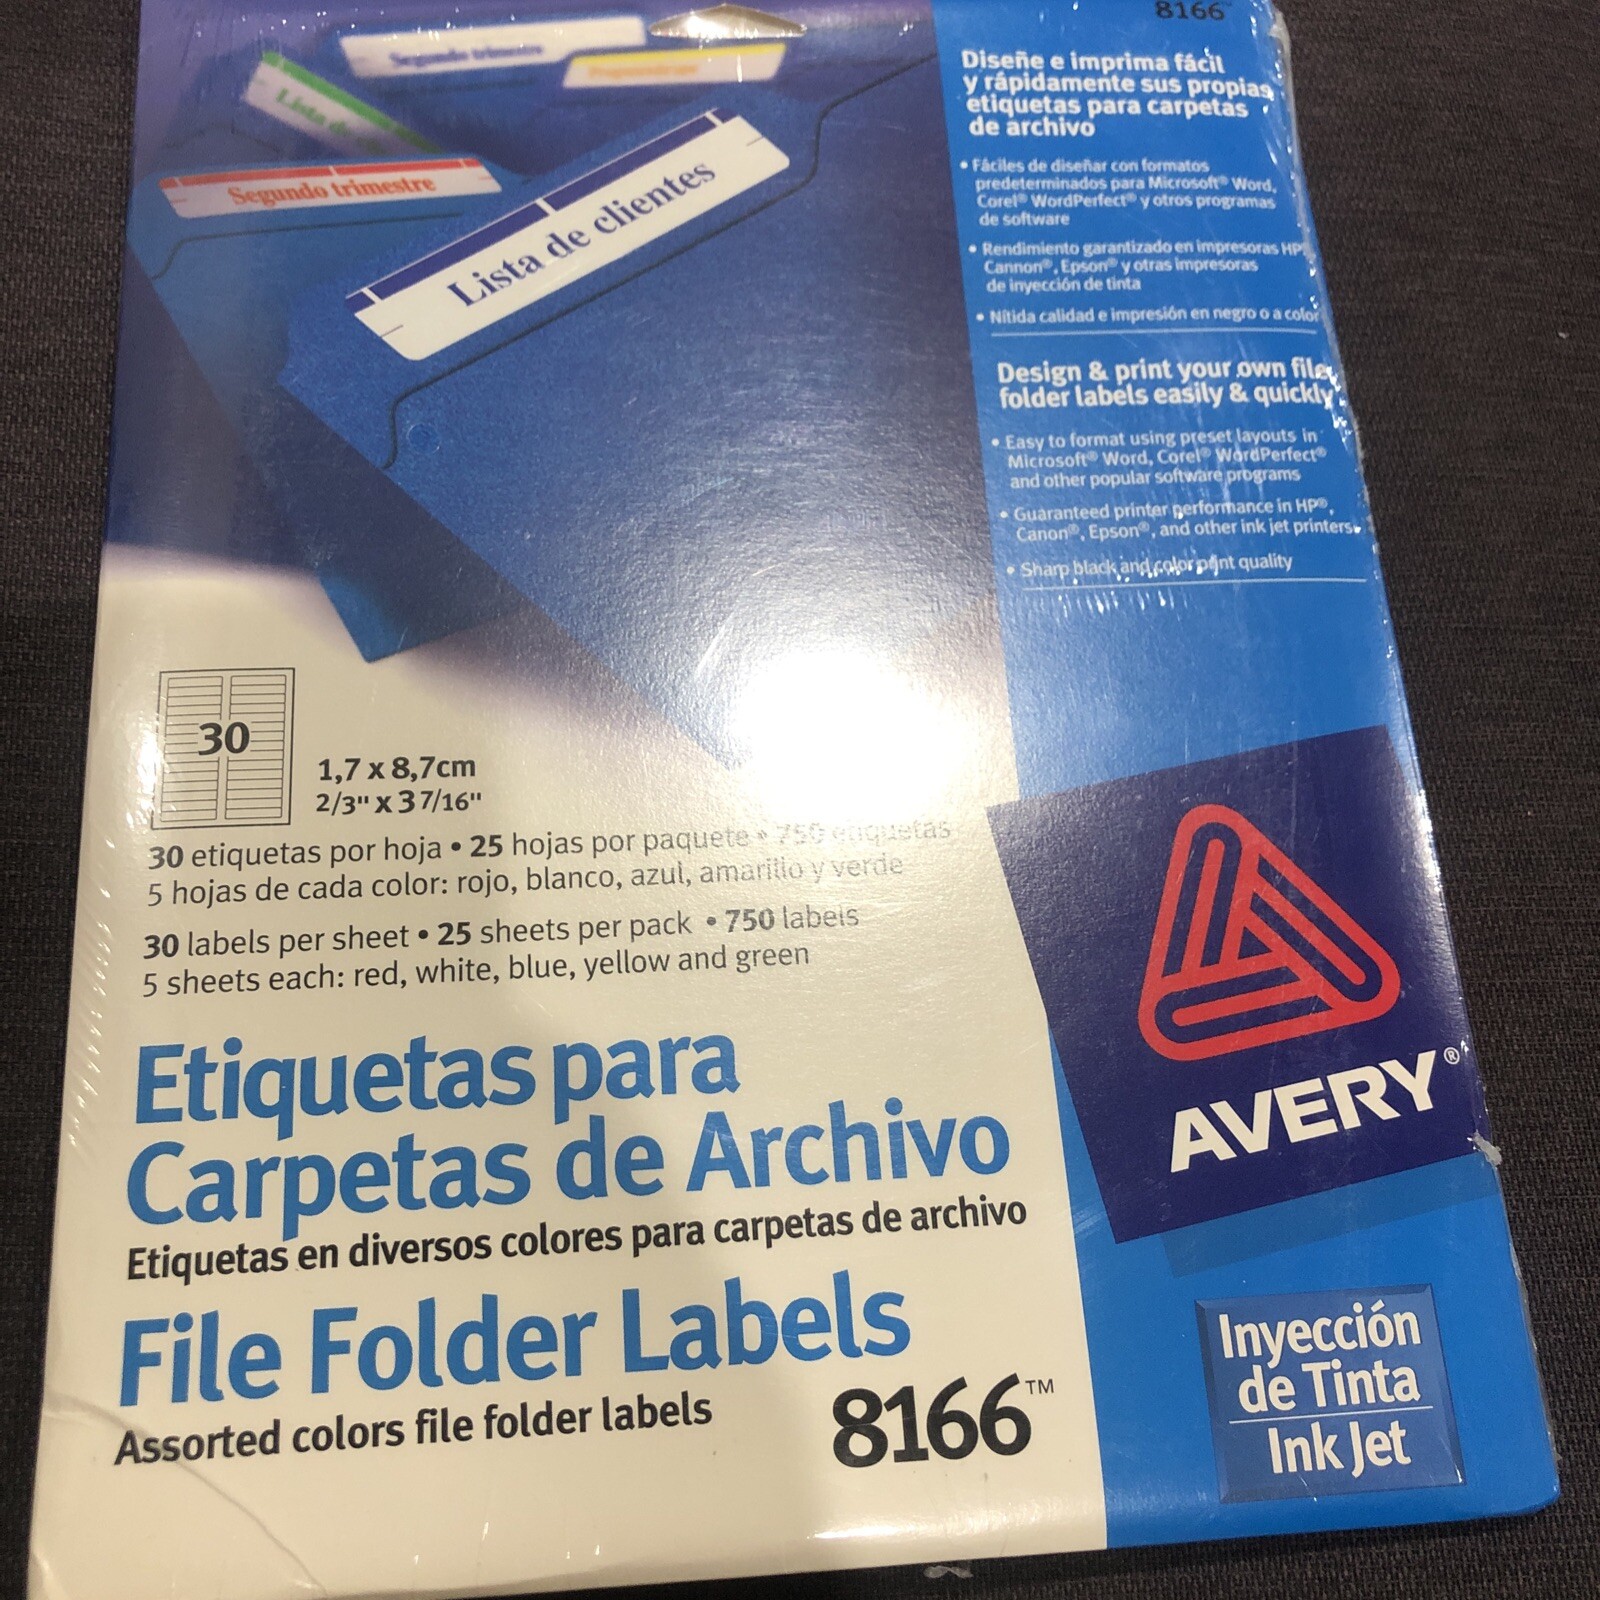 8166™
Segundo trimestre
Lista de
Segundo trimestre
Lista de clientes
Diseñe e imprima fácil
y rápidamente sus propias
etiquetas para carpetas
de archivo
• Fáciles de diseñar con formatos
predeterminados para Microsoft® Word,
Corel® WordPerfect® y otros programas
de software
• Rendimiento garantizado en impresoras HP®
Cannon®, Epson® y otras impresoras
de inyección de tinta
• Nítida calidad e impresión en negro o a color
Design & print your own file
folder labels easily & quickly
• Easy to format using preset layouts in
Microsoft® Word, Corel® WordPerfect®
and other popular software programs
• Guaranteed printer performance in HP®,
Canon®, Epson®, and other ink jet printers.
• Sharp black and color print quality
30
1,7 x 8,7cm
2/3" x 3 7/16"
30 etiquetas por hoja • 25 hojas por paquete • 750 etiquetas
5 hojas de cada color: rojo, blanco, azul, amarillo y verde
30 labels per sheet • 25 sheets per pack • 750 labels
5 sheets each: red, white, blue, yellow and green
Etiquetas para
Carpetas de Archivo
Etiquetas en diversos colores para carpetas de archivo
File Folder Labels
Assorted colors file folder labels
8166™
AVERY®
Inyección
de Tinta
Ink Jet